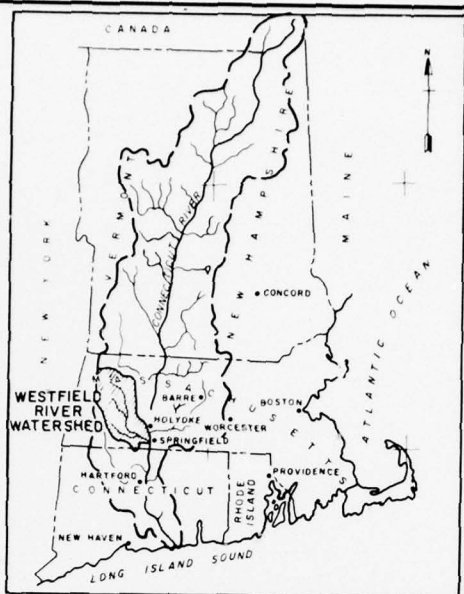 CANADA
N
VERMONT
NEW HAMPSHIRE
MAINE
NEW YORK
CONNECTICUT RIVER
CONCORD
ATLANTIC OCEAN
MASSACHUSETTS
BARRE
BOSTON
WESTFIELD
RIVER
WATERSHED
HOLYOKE
WORCESTER
SPRINGFIELD
HARTFORD
PROVIDENCE
CONNECTICUT
RHODE
ISLAND
NEW HAVEN
LONG ISLAND SOUND